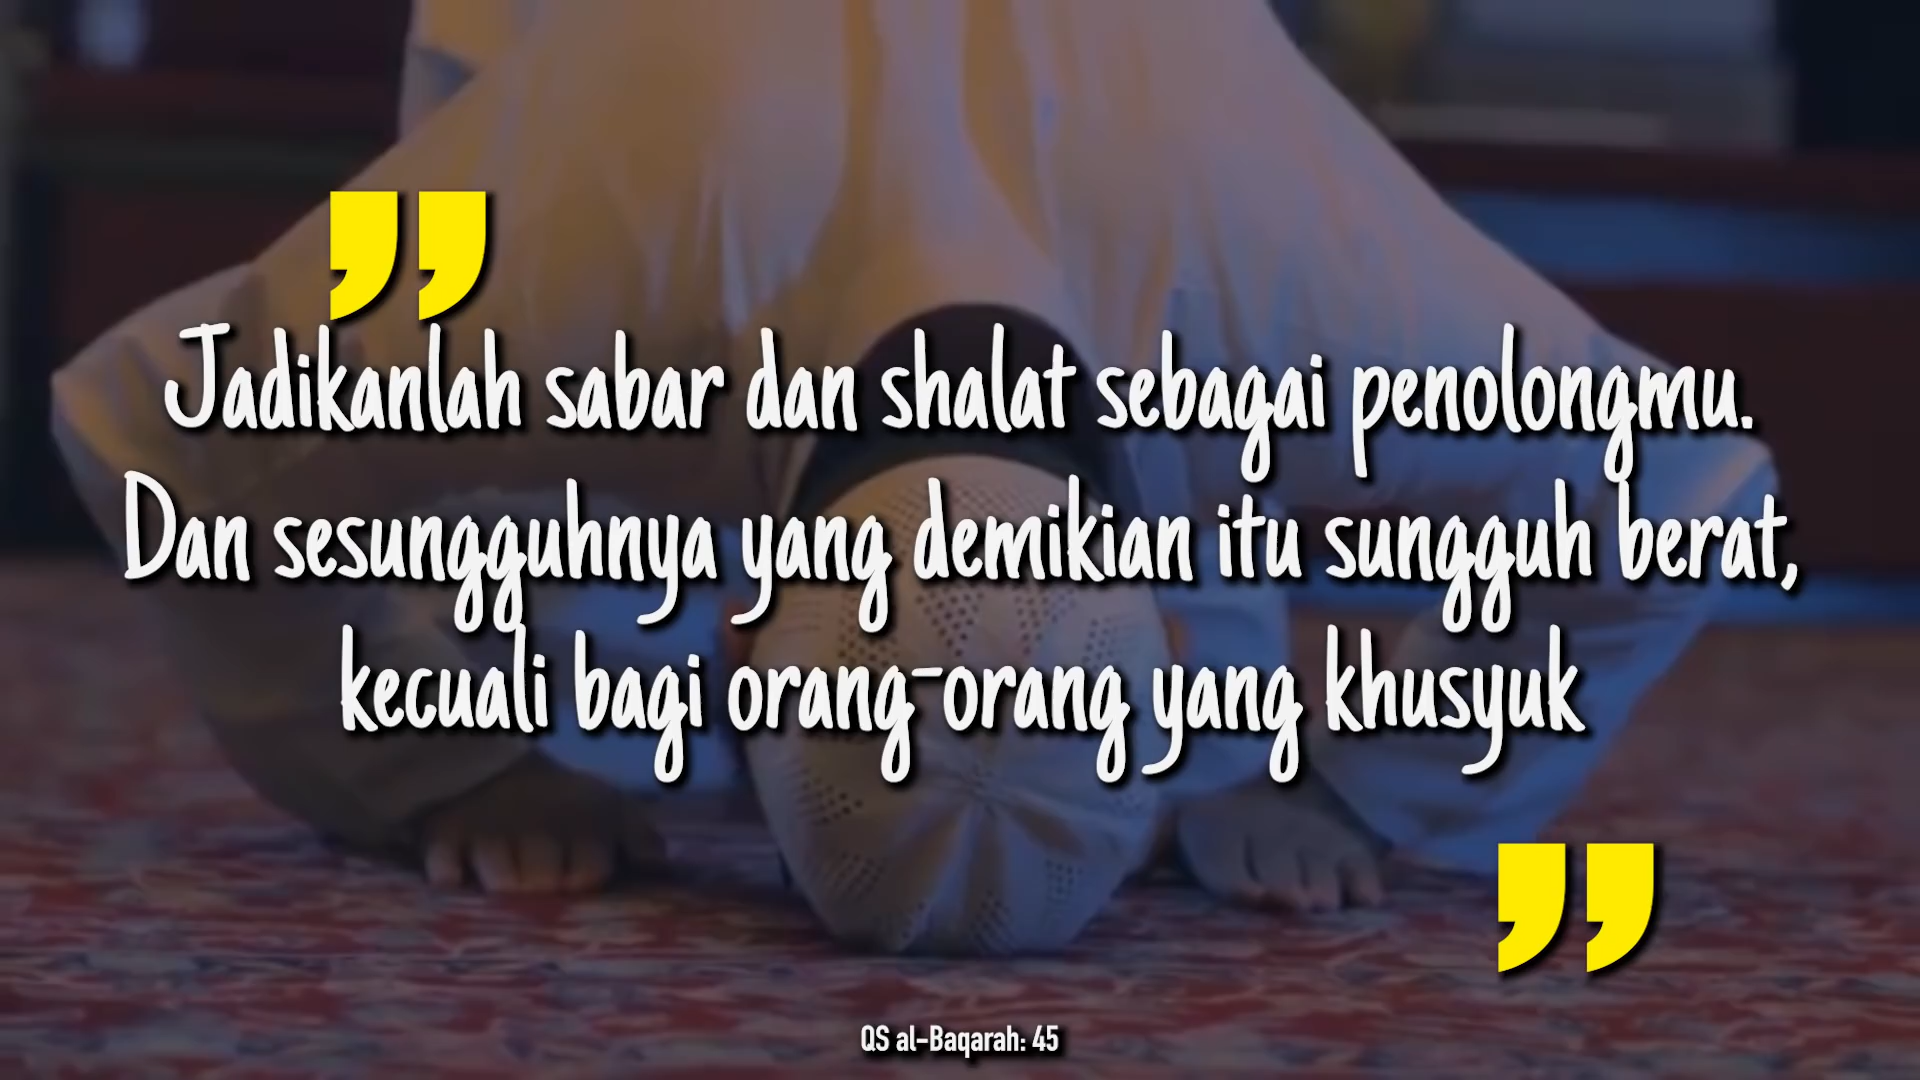 ”
Jadikanlah sabar dan shalat sebagai penolongmu.
Dan sesungguhnya yang demikian itu sungguh berat,
kecuali bagi orang-orang yang khusyuk
”
QS al-Baqarah: 45